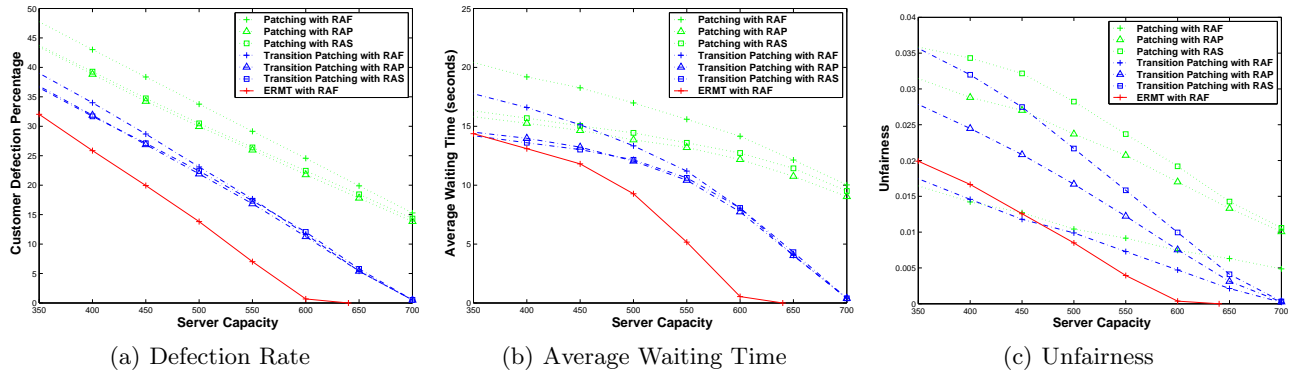 50
45
40
35
30
25
20
15
10
5
0
350
400
450
500
550
600
650
700
Customer Defection Percentage
Server Capacity
Patching with RAF
Patching with RAP
Patching with RAS
Transition Patching with RAF
Transition Patching with RAP
Transition Patching with RAS
ERMT with RAF
(a) Defection Rate
25
20
15
10
5
0
350
400
450
500
550
600
650
700
Average Waiting Time (seconds)
Server Capacity
Patching with RAF
Patching with RAP
Patching with RAS
Transition Patching with RAF
Transition Patching with RAP
Transition Patching with RAS
ERMT with RAF
(b) Average Waiting Time
0.04
0.035
0.03
0.025
0.02
0.015
0.01
0.005
0
350
400
450
500
550
600
650
700
Unfairness
Server Capacity
Patching with RAF
Patching with RAP
Patching with RAS
Transition Patching with RAF
Transition Patching with RAP
Transition Patching with RAS
ERMT with RAF
(c) Unfairness